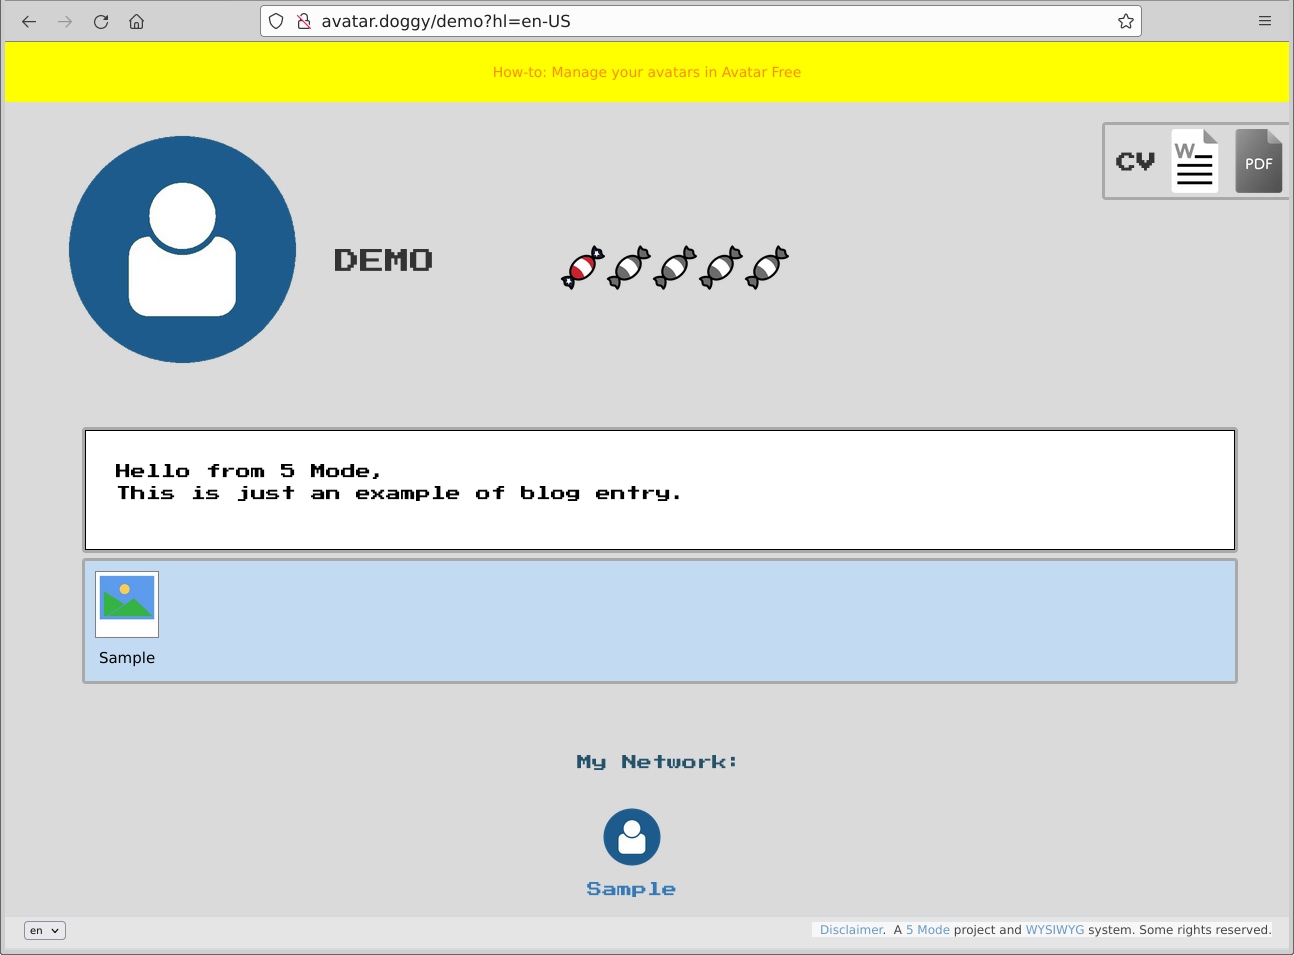 avatar.doggy/demo?hl=en-US
How-to: Manage your avatars in Avatar Free
CV
W
PDF
DEMO
Hello from 5 Mode,
This is just an example of blog entry.
Sample
My Network:
Sample
en
Disclaimer. A 5 Mode project and WYSIWYG system. Some rights reserved.